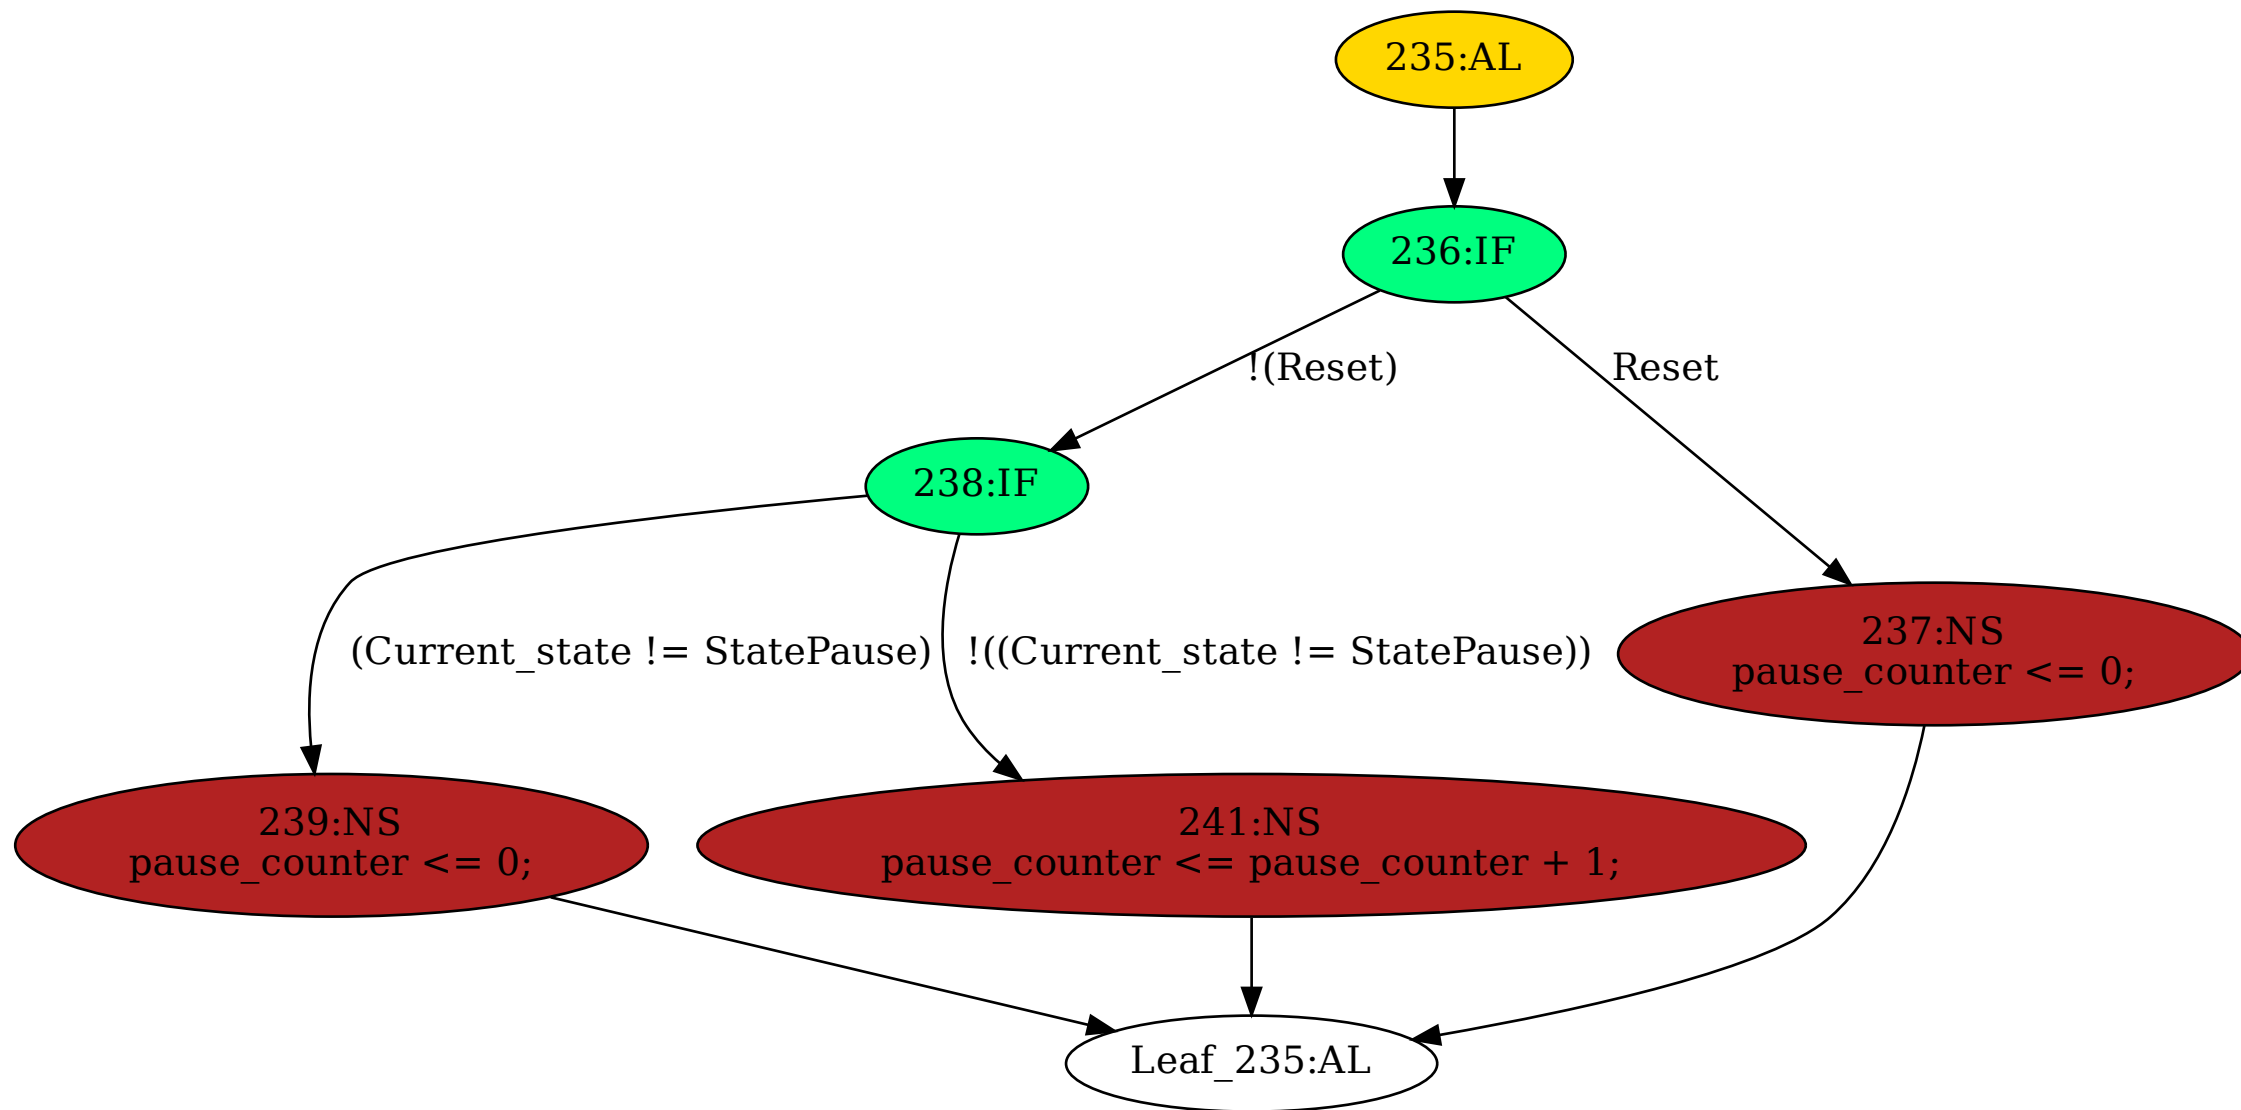 235:AL
236:IF
!(Reset)
Reset
238:IF
(Current_state != StatePause)
!((Current_state != StatePause))
237:NS
pause_counter <= 0;
239:NS
pause_counter <= 0;
241:NS
pause_counter <= pause_counter + 1;
Leaf_235:AL